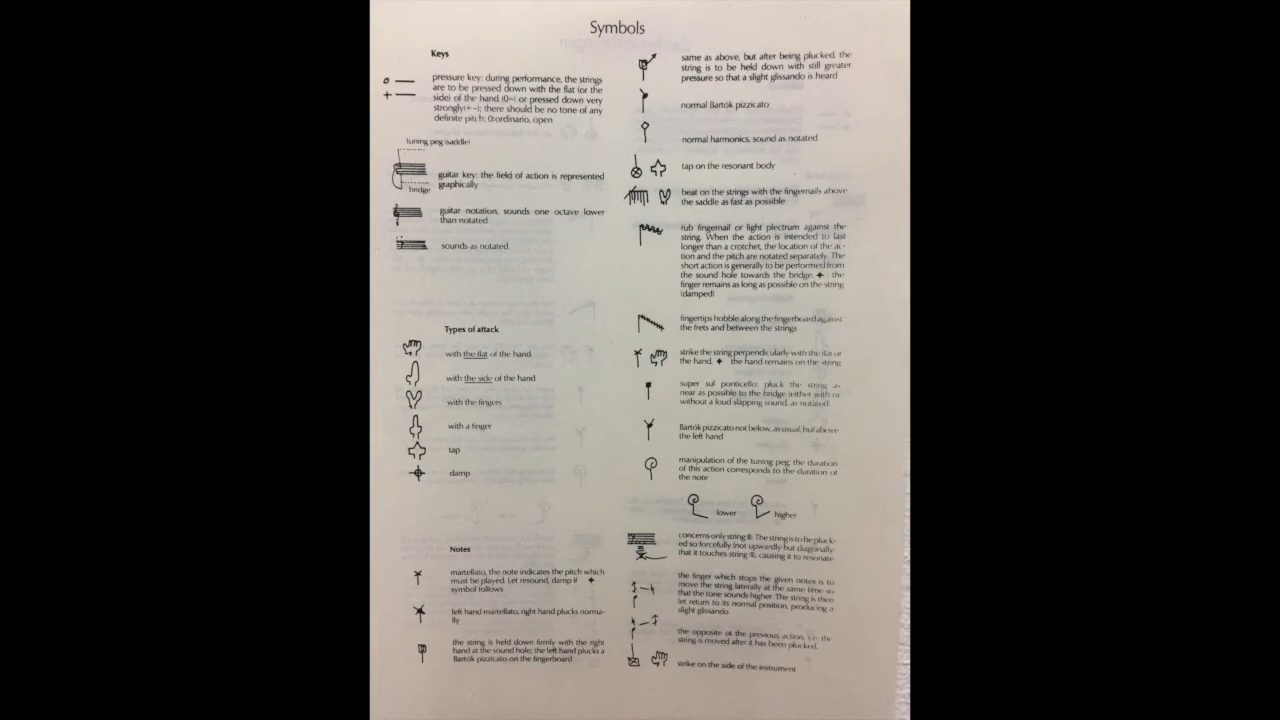 Symbols
Keys
pressure key: during performance, the strings
are to be pressed down with the flat (or the
side) of the hand (0–) or pressed down very
strongly(+ –); there should be no tone of any
definite pitch; 0:ordinario, open
tuning peg (saddle)
guitar key: the field of action is represented
graphically
bridge
guitar notation, sounds one octave lower
than notated
sounds as notated
Types of attack
with the flat of the hand
with the side of the hand
with the fingers
with a finger
tap
damp
Notes
martellato, the note indicates the pitch which
must be played. Let resound, damp if
symbol follows
left hand martellato, right hand plucks norma-
lly
the string is held down firmly with the right
hand at the sound hole; the left hand plucks a
Bartók pizzicato on the fingerboard
same as above, but after being plucked, the
string is to be held down with still greater
pressure so that a slight glissando is heard
normal Bartók pizzicato
normal harmonics, sound as notated
tap on the resonant body
beat on the strings with the fingernails above
the saddle as fast as possible
rub fingernail or light plectrum against the
string. When the action is intended to last
longer than a crotchet, the location of the ac-
tion and the pitch are notated separately. The
short action is generally to be performed from
the sound hole towards the bridge. ✦ : the
finger remains as long as possible on the string
(damped)
fingertips hobble along the fingerboard against
the frets and between the strings
strike the string perpendicularly with the flat of
the hand. ✦ the hand remains on the string
super sul ponticello: pluck the string as
near as possible to the bridge (either with or
without a loud slapping sound, as notated)
Bartók pizzicato not below, as usual, but above
the left hand
manipulation of the tuning peg; the duration
of this action corresponds to the duration of
the note
lower
higher
concerns only string ⑥. The string is to be pluck-
ed so forcefully (not upwardly but diagonally)
that it touches string ⑤, causing it to resonate
the finger which stops the given notes is to
move the string laterally at the same time so
that the tone sounds higher. The string is then
let return to its normal position, producing a
slight glissando
the opposite of the previous action, i.e. the
string is moved after it has been plucked.
strike on the side of the instrument